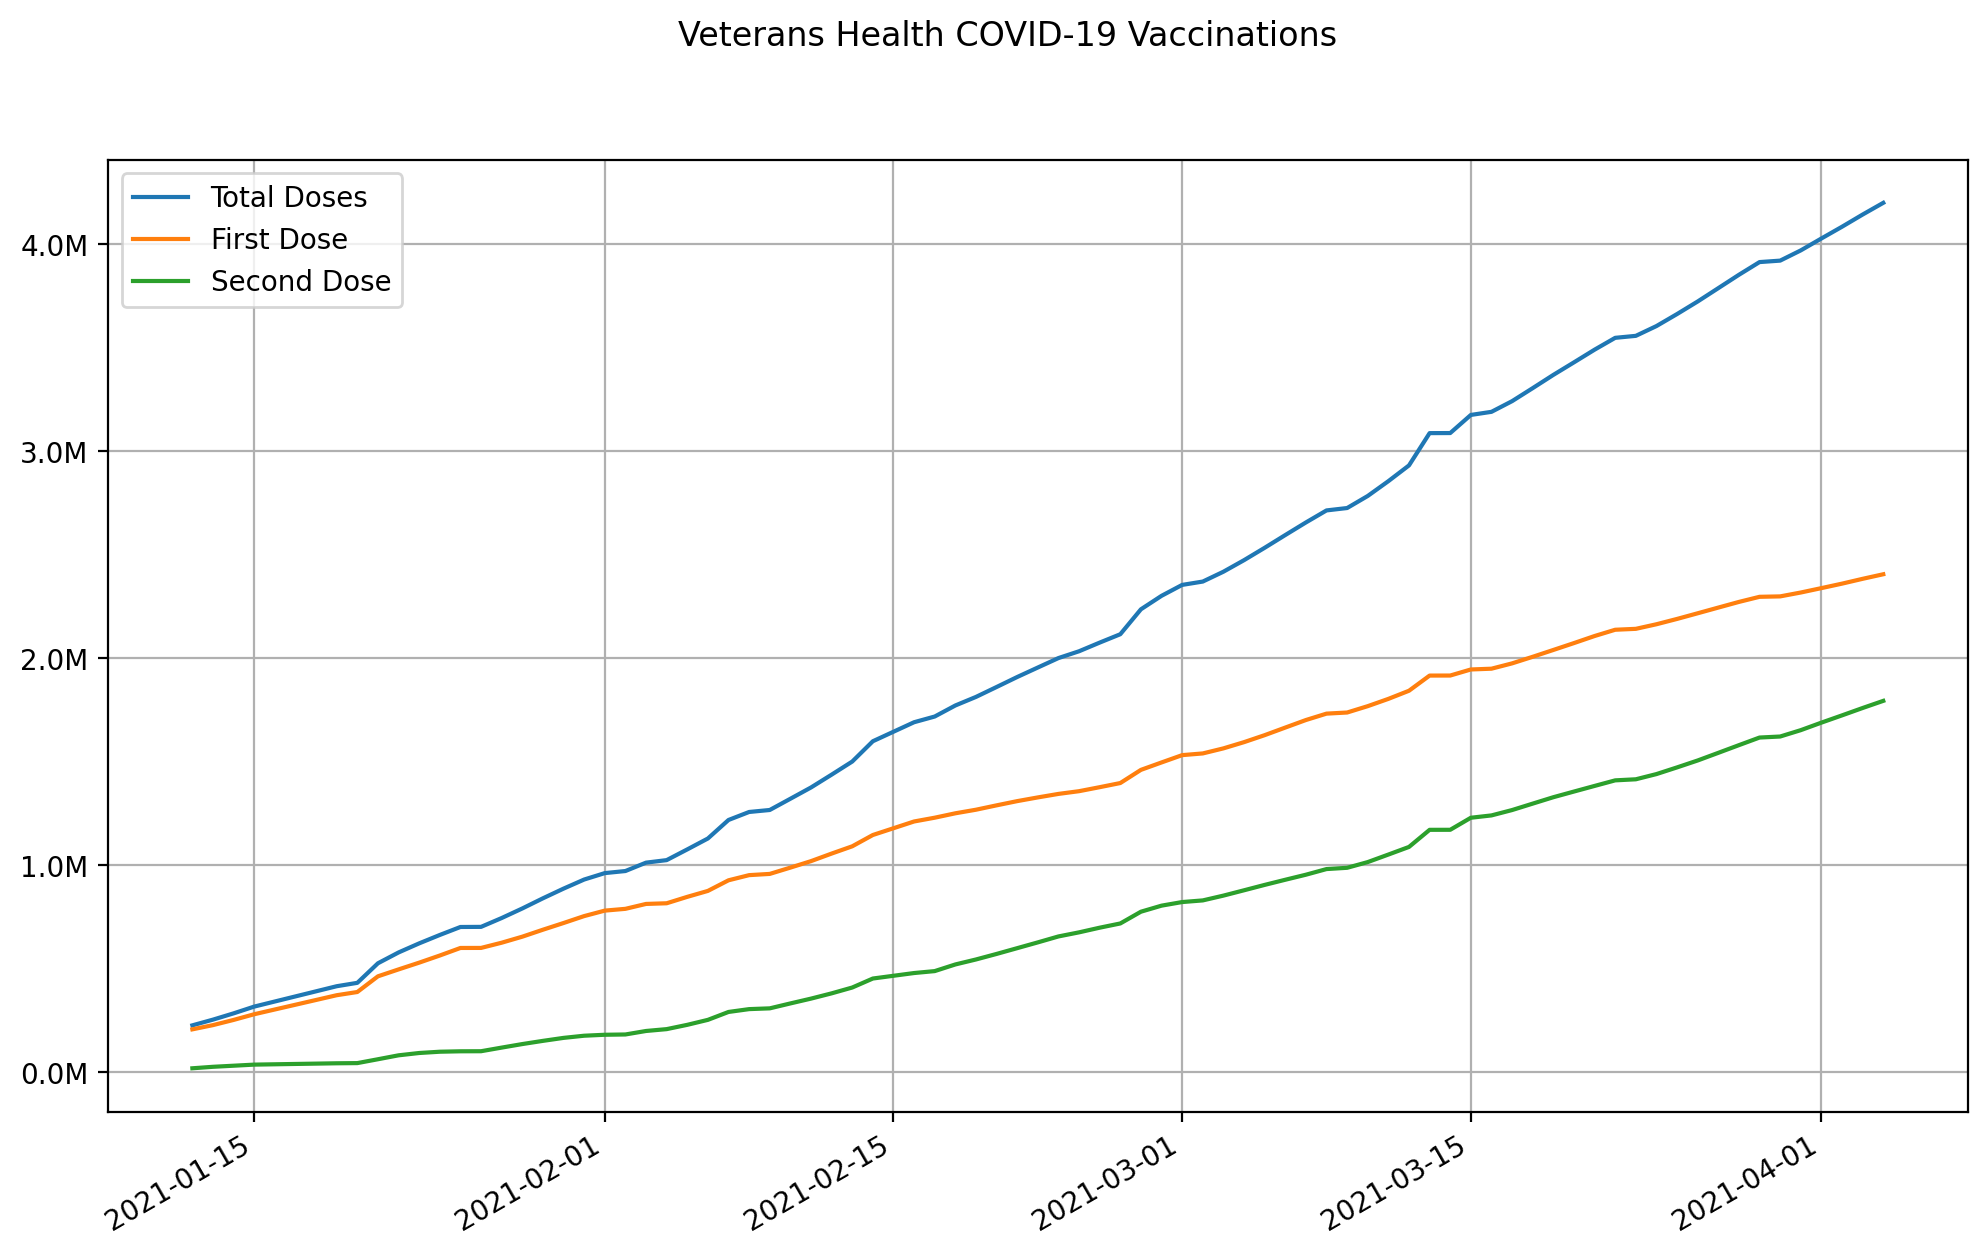 Veterans Health COVID-19 Vaccinations
Total Doses
First Dose
Second Dose
4.0M
3.0M
2.0M
1.0M
0.0M
2021-01-15
2021-02-01
2021-02-15
2021-03-01
2021-03-15
2021-04-01